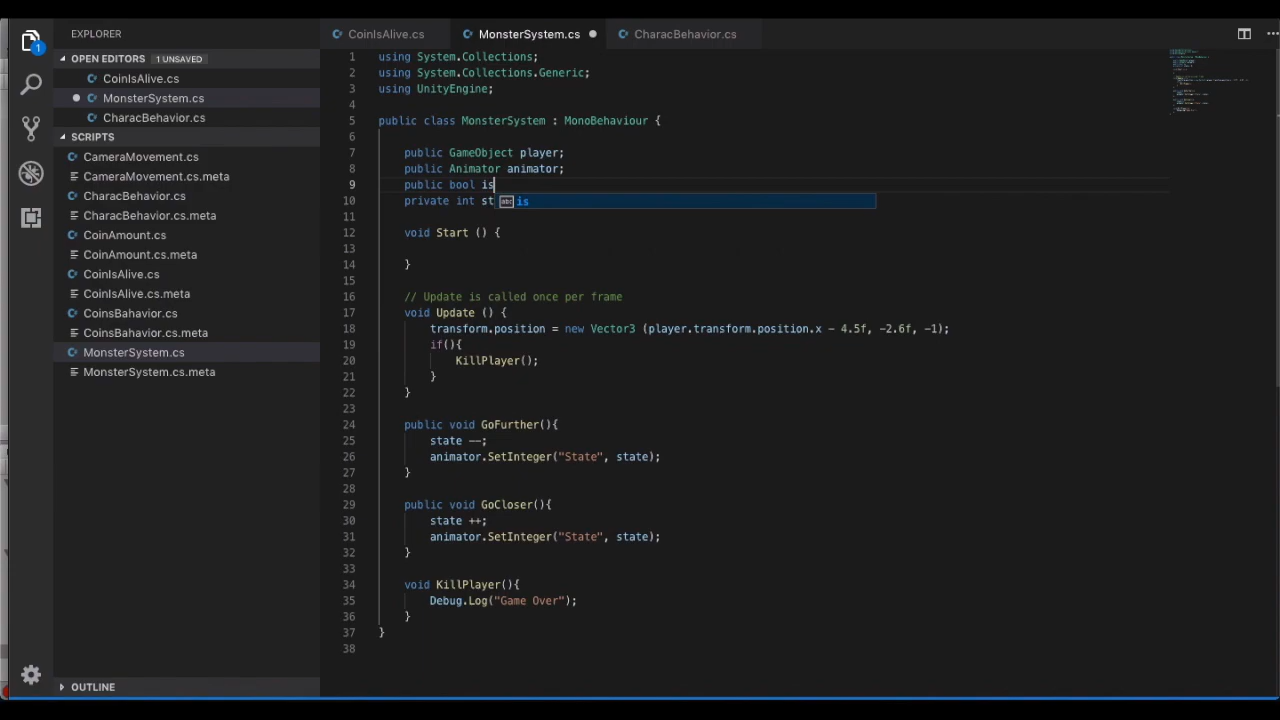 EXPLORER
OPEN EDITORS 1 UNSAVED
CoinIsAlive.cs
MonsterSystem.cs
CharacBehavior.cs
SCRIPTS
CameraMovement.cs
CameraMovement.cs.meta
CharacBehavior.cs
CharacBehavior.cs.meta
CoinAmount.cs
CoinAmount.cs.meta
CoinIsAlive.cs
CoinIsAlive.cs.meta
CoinsBahavior.cs
CoinsBahavior.cs.meta
MonsterSystem.cs
MonsterSystem.cs.meta
OUTLINE
1
CoinIsAlive.cs MonsterSystem.cs CharacBehavior.cs
1 using System.Collections;
2 using System.Collections.Generic;
3 using UnityEngine;
4
5 public class MonsterSystem : MonoBehaviour {
6
7 public GameObject player;
8 public Animator animator;
9 public bool is
10 private int st abc is
11
12 void Start () {
13
14 }
15
16 // Update is called once per frame
17 void Update () {
18 transform.position = new Vector3 (player.transform.position.x - 4.5f, -2.6f, -1);
19 if(){
20 KillPlayer();
21 }
22 }
23
24 public void GoFurther(){
25 state --;
26 animator.SetInteger("State", state);
27 }
28
29 public void GoCloser(){
30 state ++;
31 animator.SetInteger("State", state);
32 }
33
34 void KillPlayer(){
35 Debug.Log("Game Over");
36 }
37 }
38